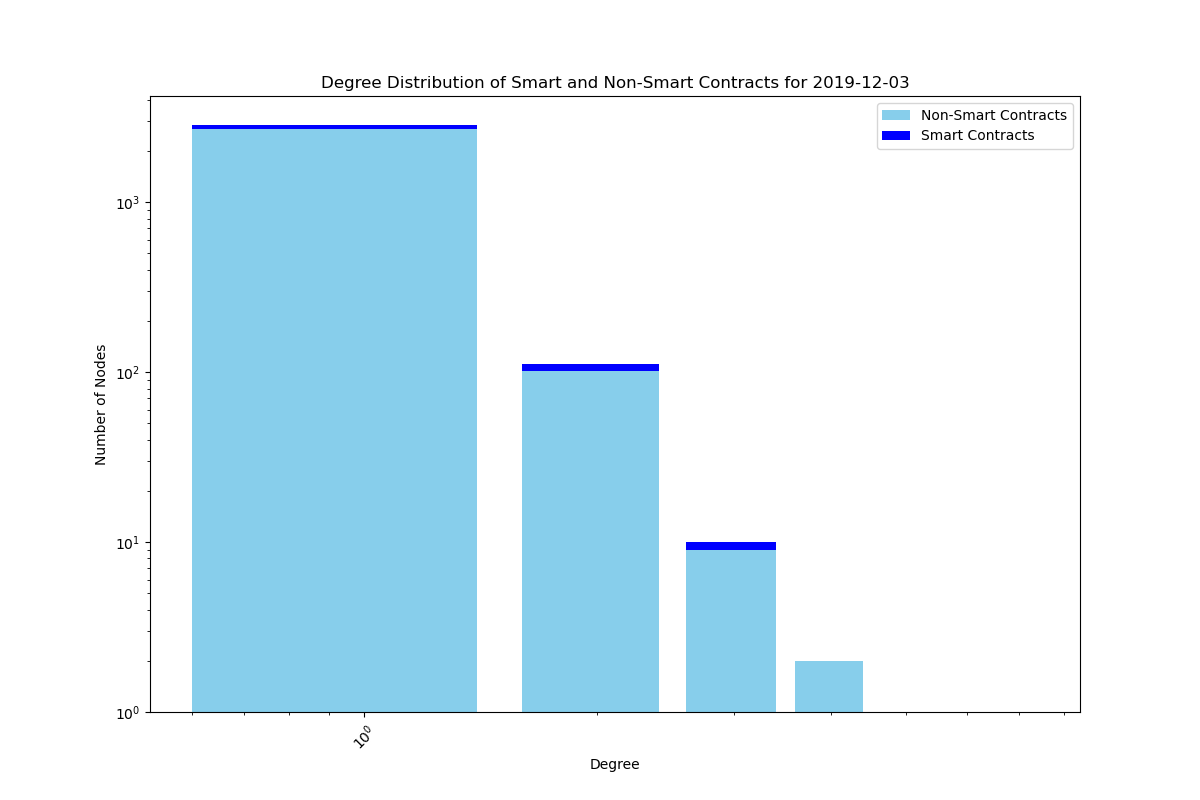 Degree Distribution of Smart and Non-Smart Contracts for 2019-12-03
Non-Smart Contracts
Smart Contracts
Number of Nodes
10³
10²
10¹
10⁰
10⁰
Degree